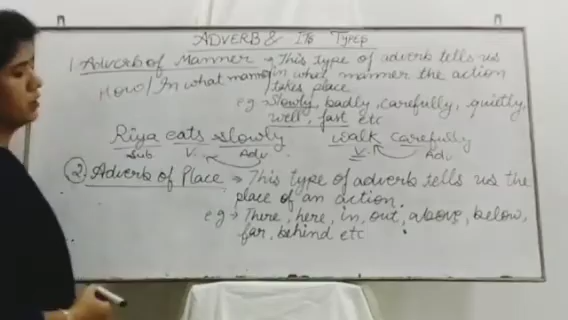 ADVERB & Its Types
1. Adverb of Manner → This type of adverb tells us
How/ In what manner/in what manner the action
takes place
eg slowly, badly, carefully, quietly,
well, fast etc
Riya eats slowly walk carefully
Sub V. Adv V. Adv
② Adverb of Place → This type of adverb tells us the
place of an action.
eg → There, here, in, out, above, below,
far, behind etc